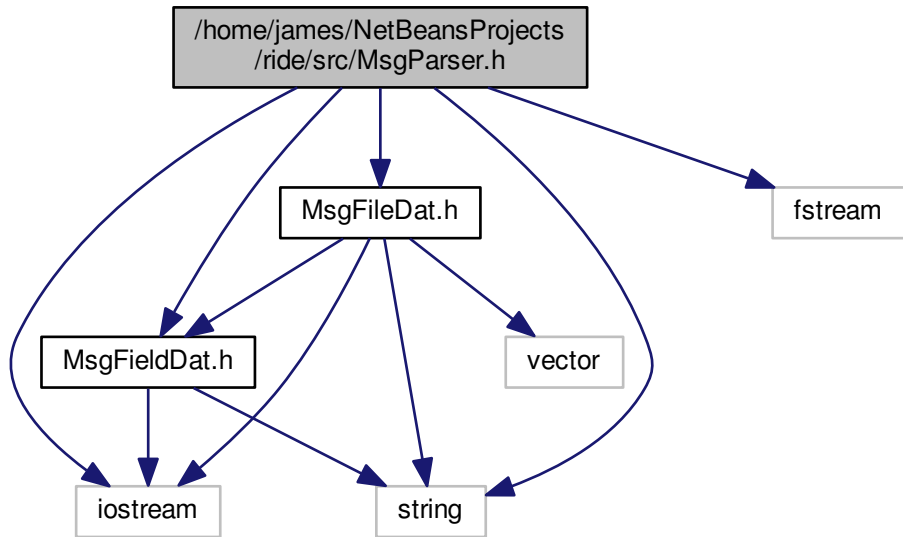 /home/james/NetBeansProjects
/ride/src/MsgParser.h
MsgFileDat.h
fstream
MsgFieldDat.h
vector
iostream
string